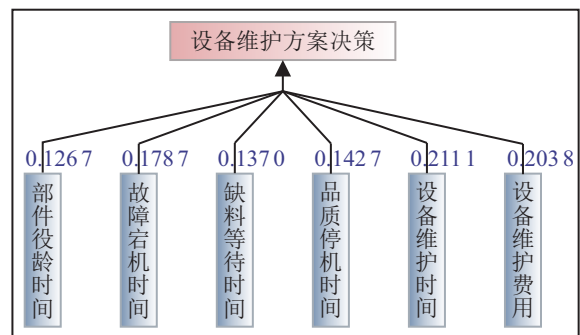 设备维护方案决策
0.1267 0.1787 0.1370 0.1427 0.2111 0.2038
部件役龄时间
故障宕机时间
缺料等待时间
品质停机时间
设备维护时间
设备维护费用